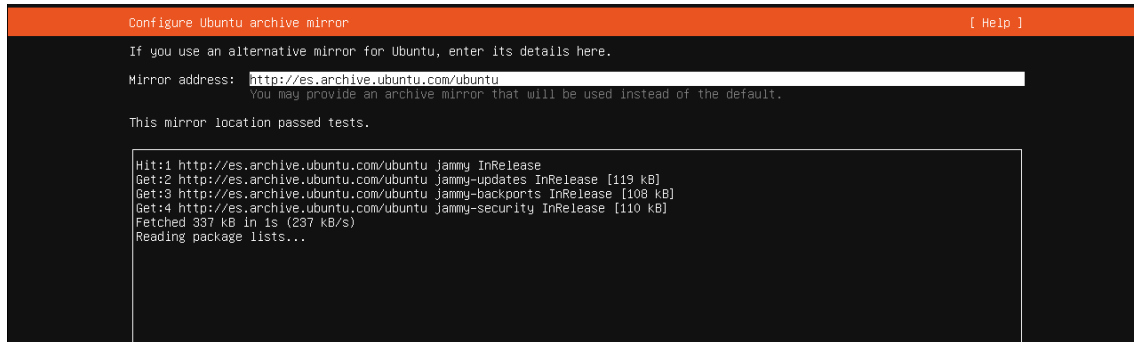 Configure Ubuntu archive mirror [ Help ]
If you use an alternative mirror for Ubuntu, enter its details here.
Mirror address: http://es.archive.ubuntu.com/ubuntu
You may provide an archive mirror that will be used instead of the default.
This mirror location passed tests.
Hit:1 http://es.archive.ubuntu.com/ubuntu jammy InRelease
Get:2 http://es.archive.ubuntu.com/ubuntu jammy-updates InRelease [119 kB]
Get:3 http://es.archive.ubuntu.com/ubuntu jammy-backports InRelease [108 kB]
Get:4 http://es.archive.ubuntu.com/ubuntu jammy-security InRelease [110 kB]
Fetched 337 kB in 1s (237 kB/s)
Reading package lists...